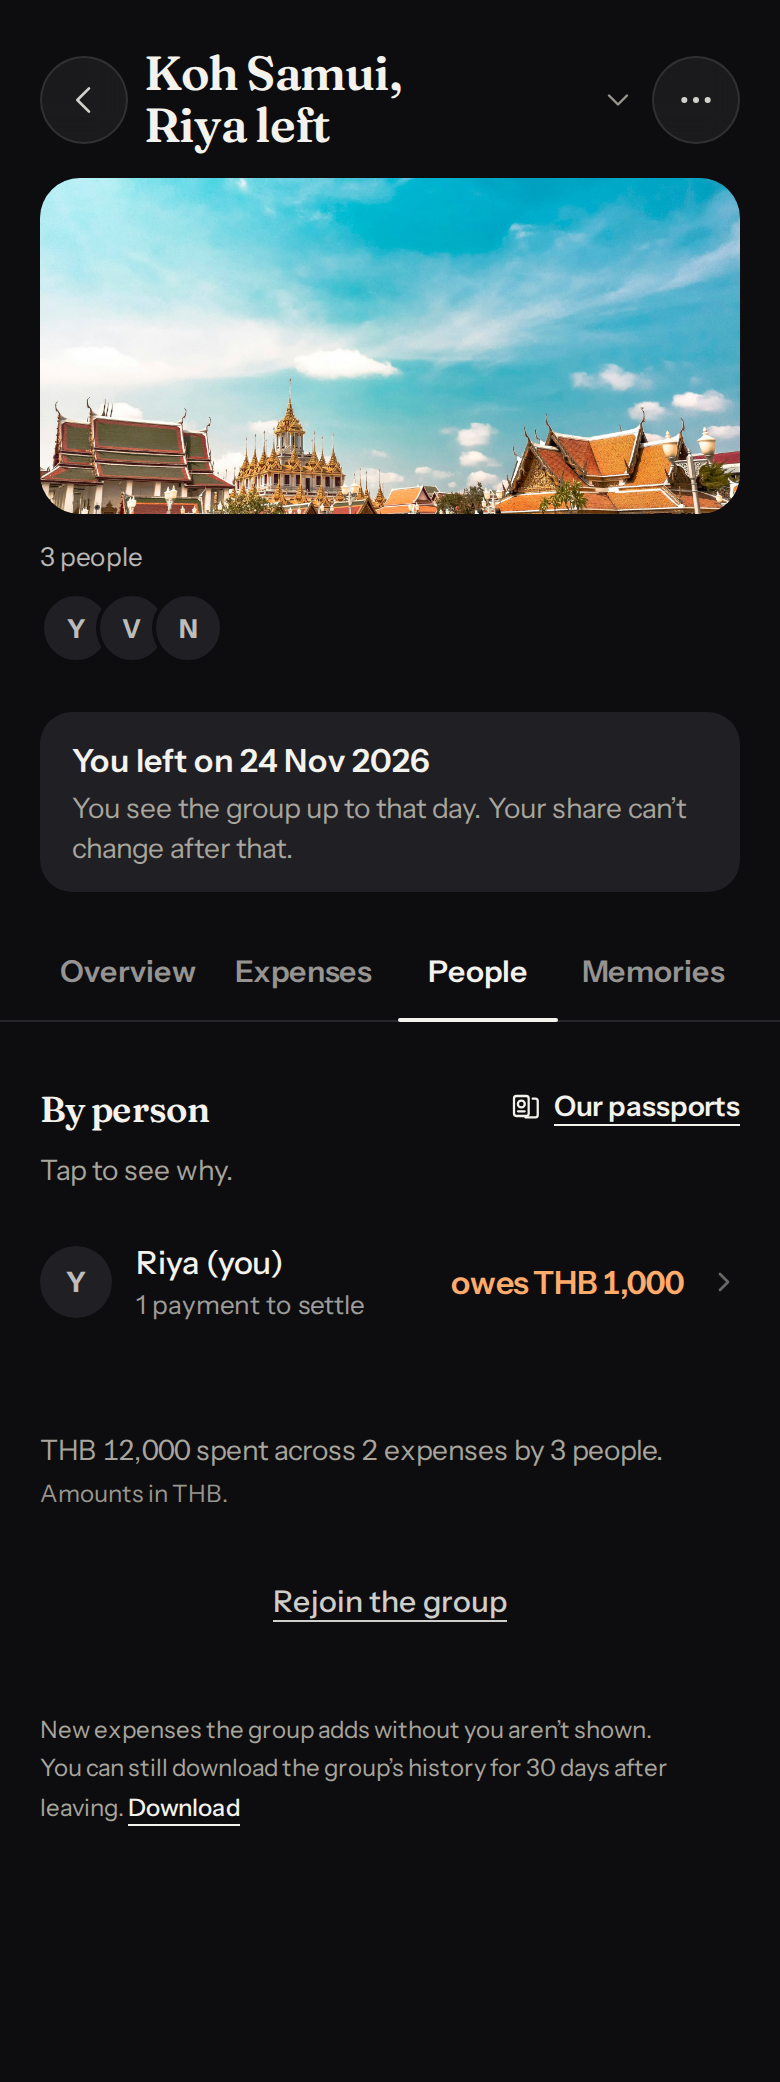 Koh Samui,
Riya left
3 people
Y V N
You left on 24 Nov 2026
You see the group up to that day. Your share can’t
change after that.
Overview Expenses People Memories
By person
Our passports
Tap to see why.
Y
Riya (you)
1 payment to settle
owes THB 1,000
THB 12,000 spent across 2 expenses by 3 people.
Amounts in THB.
Rejoin the group
New expenses the group adds without you aren’t shown.
You can still download the group’s history for 30 days after
leaving. Download